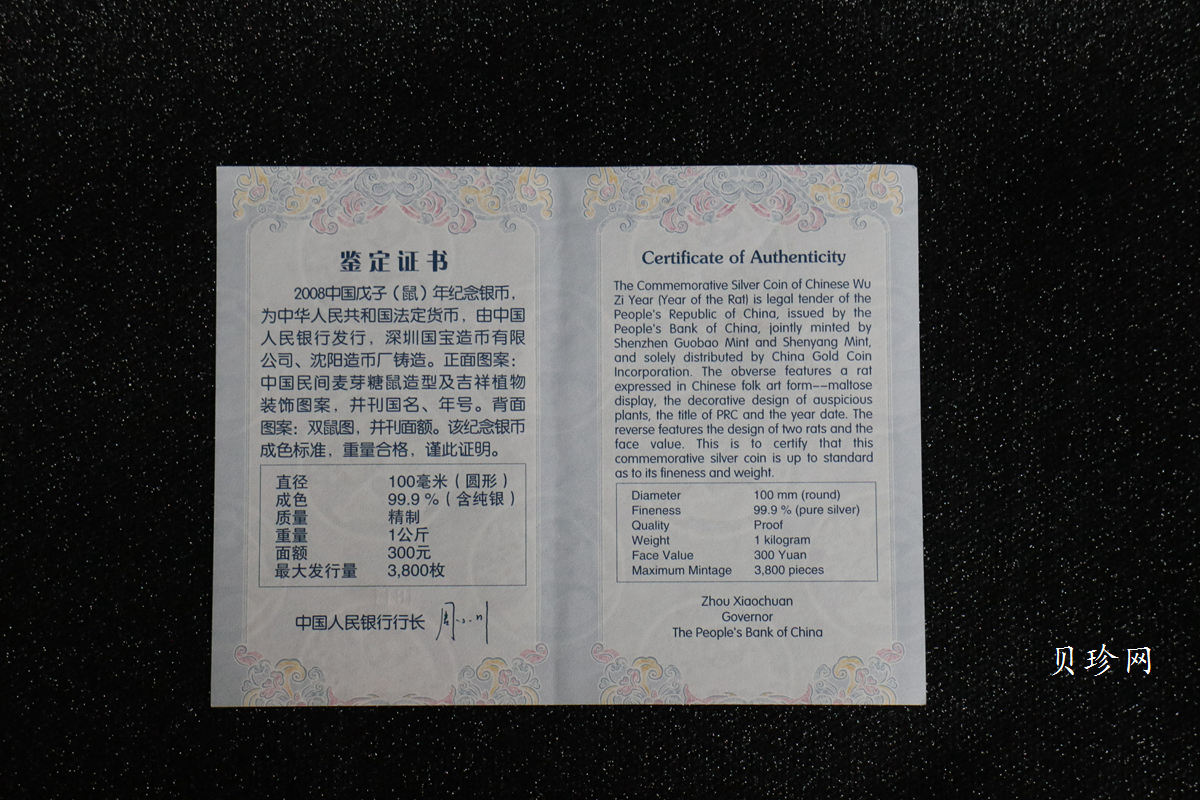 鉴定证书
2008中国戊子（鼠）年纪念银币，
为中华人民共和国法定货币，由中国
人民银行发行，深圳国宝造币有限
公司、沈阳造币厂铸造。正面图案：
中国民间麦芽糖鼠造型及吉祥植物
装饰图案，并刊国名、年号。背面
图案：双鼠图，并刊面额。该纪念银币
成色标准，重量合格，谨此证明。
直径 100毫米（圆形）
成色 99.9％（含纯银）
质量 精制
重量 1公斤
面额 300元
最大发行量 3,800枚
中国人民银行行长
Certificate of Authenticity
The Commemorative Silver Coin of Chinese Wu
Zi Year (Year of the Rat) is legal tender of the
People's Republic of China, issued by the
People's Bank of China, jointly minted by
Shenzhen Guobao Mint and Shenyang Mint,
and solely distributed by China Gold Coin
Incorporation. The obverse features a rat
expressed in Chinese folk art form––maltose
display, the decorative design of auspicious
plants, the title of PRC and the year date. The
reverse features the design of two rats and the
face value. This is to certify that this
commemorative silver coin is up to standard
as to its fineness and weight.
Diameter 100 mm (round)
Fineness 99.9 % (pure silver)
Quality Proof
Weight 1 kilogram
Face Value 300 Yuan
Maximum Mintage 3,800 pieces
Zhou Xiaochuan
Governor
The People's Bank of China
贝珍网